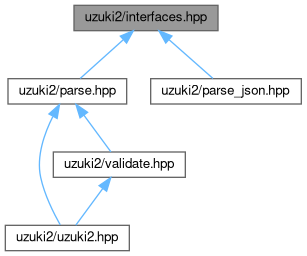 uzuki2/interfaces.hpp
uzuki2/parse.hpp
uzuki2/parse_json.hpp
uzuki2/validate.hpp
uzuki2/uzuki2.hpp